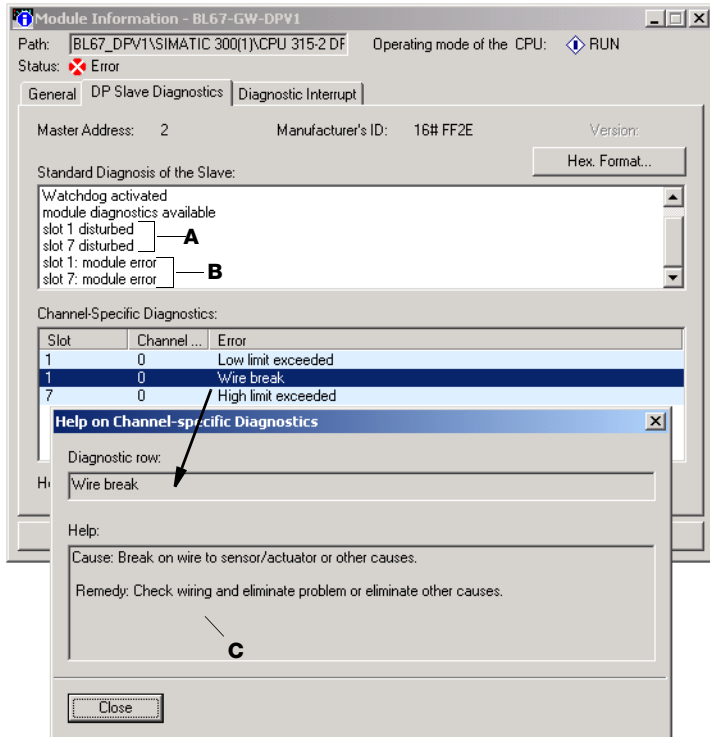 Module Information - BL67-GW-DPV1
Path: BL67_DPV1\SIMATIC 300(1)\CPU 315-2 DP Operating mode of the CPU: RUN
Status: Error
General DP Slave Diagnostics Diagnostic Interrupt
Master Address: 2 Manufacturer's ID: 16# FF2E Version:
Hex. Format...
Standard Diagnosis of the Slave:
Watchdog activated
module diagnostics available
slot 1 disturbed
slot 7 disturbed
A
slot 1: module error
slot 7: module error
B
Channel-Specific Diagnostics:
Slot Channel ... Error
1 0 Low limit exceeded
1 0 Wire break
7 0 High limit exceeded
Help on Channel-specific Diagnostics
Diagnostic row:
Wire break
Help:
Cause: Break on wire to sensor/actuator or other causes.
Remedy: Check wiring and eliminate problem or eliminate other causes.
C
Close